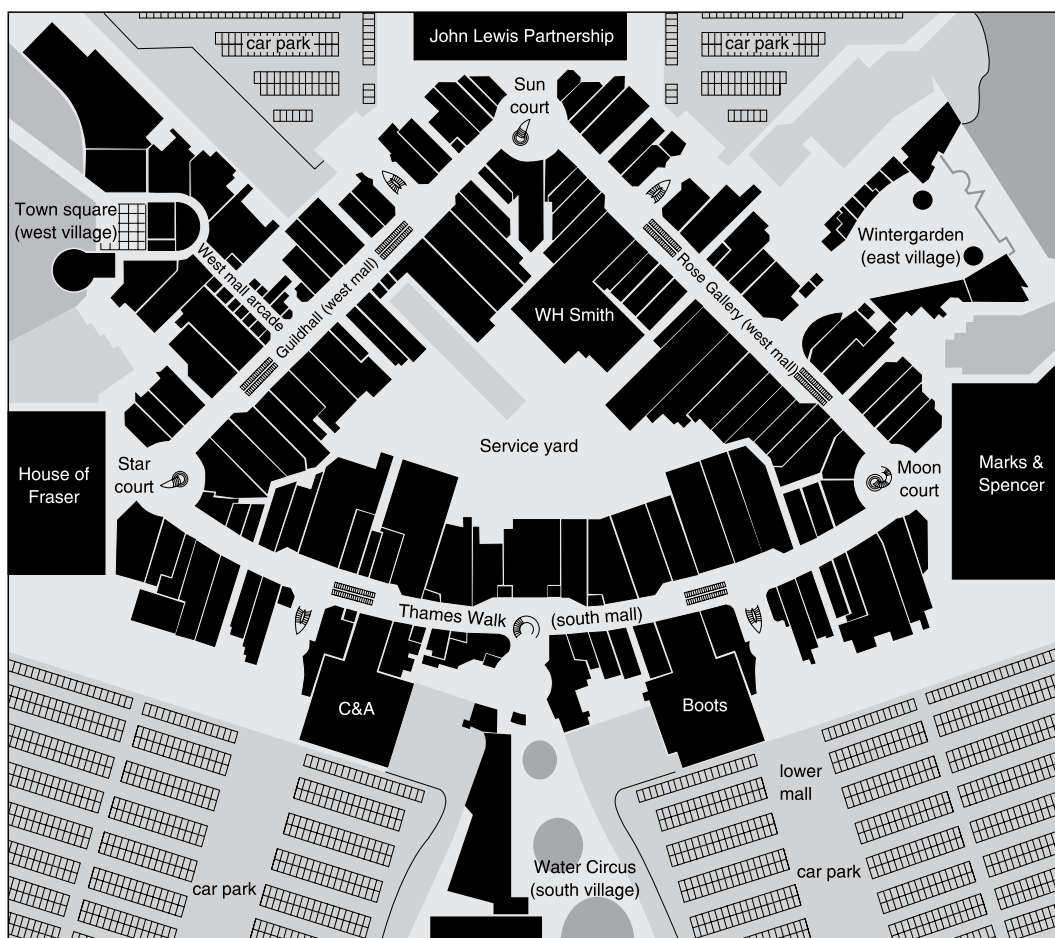 John Lewis Partnership
car park
car park
Sun
court
Town square
(west village)
West mall arcade
Guildhall (west mall)
Rose Gallery (west mall)
Wintergarden
(east village)
WH Smith
Service yard
House of
Fraser
Star
court
Moon
court
Marks &
Spencer
Thames Walk
(south mall)
C&A
Boots
lower
mall
car park
Water Circus
(south village)
car park